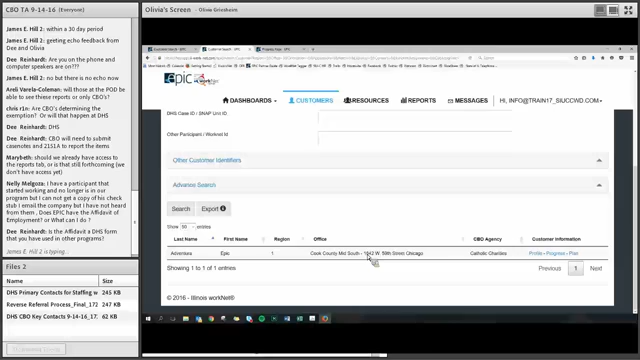 CBO TA 9-14-16 (Everyone)
James E. Hill 2: within a 30 day period
James E. Hill 2: getting echo feedback from Dee and Olivia
Dee Reinhardt: Are you on the phone and computer speakers are on???
James E. Hill 2: no but there is no echo now
Areli Varela-Coleman: will those at the POD be able to see these reports or only CBO's?
chris r1n: Are CBO's determining the exemption? Or will that happen at DHS
Dee Reinhardt: DHS
Dee Reinhardt: CBO will need to submit casenotes and 2151A to report the items
Marybeth: should we already have access to the reports tab, or is that still forthcoming (we don't have access yet)
Nelly Melgoza: I have a participant that started working and no longer is in our program but I can not get a copy of his check stub I email the company but I have not heard from them , Does EPIC have the Affidavit of Employment? or What can I do ?
Dee Reinhardt: Is the Affidavit a DHS form that you have used in other programs?
James E. Hill 2 is typing...
Files 2
DHS Primary Contacts for Staffing w 245 KB
Reverse Referral Process_Final_172 228 KB
DHS CBO Key Contacts 9-14-16_17 62 KB
Olivia's Screen - Olivia Griesheim
epic workNet
DASHBOARDS CUSTOMERS RESOURCES REPORTS MESSAGES HI, INFO@TRAIN17_SIUCCWD.COM
DHS Case ID / SNAP Unit ID
Other Participant / Worknet Id
Other Customer Identifiers
Advance Search
Search Export
Show 50 entries
Last Name First Name Region Office CBO Agency Customer Information
Adventura Epic 1 Cook County Mid South - 1642 W. 59th Street Chicago Catholic Charities Profile - Progress - Plan
Showing 1 to 1 of 1 entries Previous 1 Next
© 2016 - Illinois workNet®